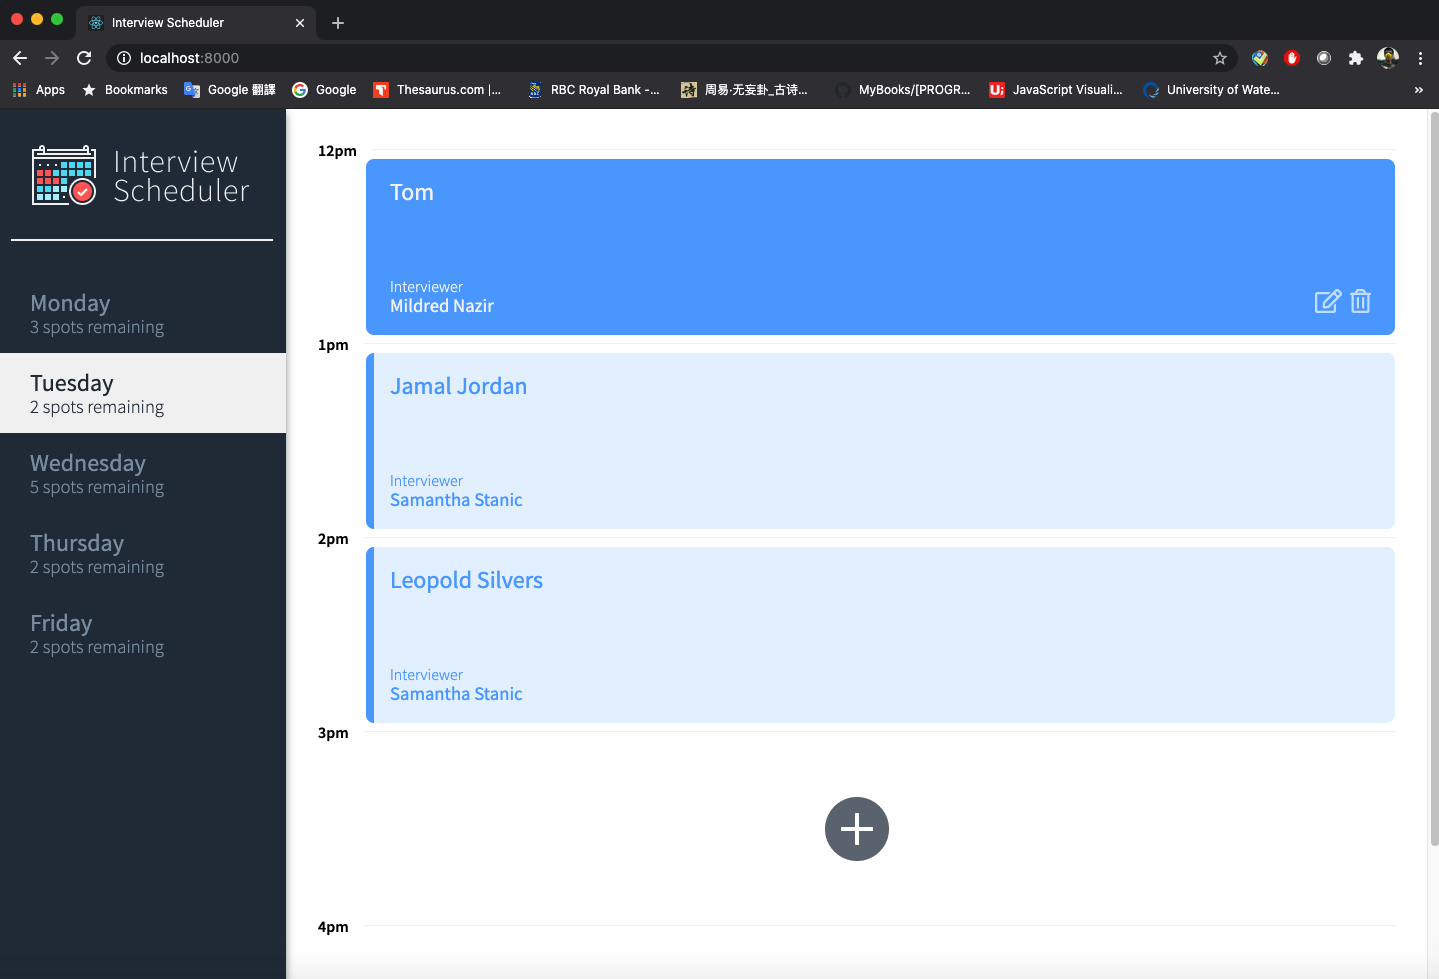 Interview Scheduler
localhost:8000
Apps
Bookmarks
Google 翻譯
Google
Thesaurus.com |...
RBC Royal Bank -...
周易·无妄卦_古诗...
MyBooks/[PROGR...
JavaScript Visuali...
University of Wate...
»
Interview
Scheduler
Monday
3 spots remaining
Tuesday
2 spots remaining
Wednesday
5 spots remaining
Thursday
2 spots remaining
Friday
2 spots remaining
12pm
Tom
Interviewer
Mildred Nazir
1pm
Jamal Jordan
Interviewer
Samantha Stanic
2pm
Leopold Silvers
Interviewer
Samantha Stanic
3pm
4pm